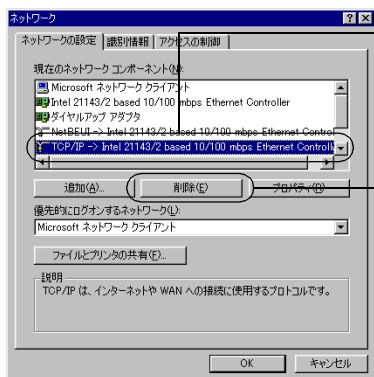 ネットワーク
ネットワークの設定 識別情報 アクセスの制御
現在のネットワーク コンポーネント(N):
Microsoft ネットワーク クライアント
Intel 21143/2 based 10/100 mbps Ethernet Controller
ダイヤルアップ アダプタ
NetBEUI -> Intel 21143/2 based 10/100 mbps Ethernet Control
TCP/IP -> Intel 21143/2 based 10/100 mbps Ethernet Controll
追加(A)... 削除(E) プロパティ(R)
優先的にログオンするネットワーク(L):
Microsoft ネットワーク クライアント
ファイルとプリンタの共有(F)...
説明
TCP/IP は、インターネットや WAN への接続に使用するプロトコルです。
OK キャンセル